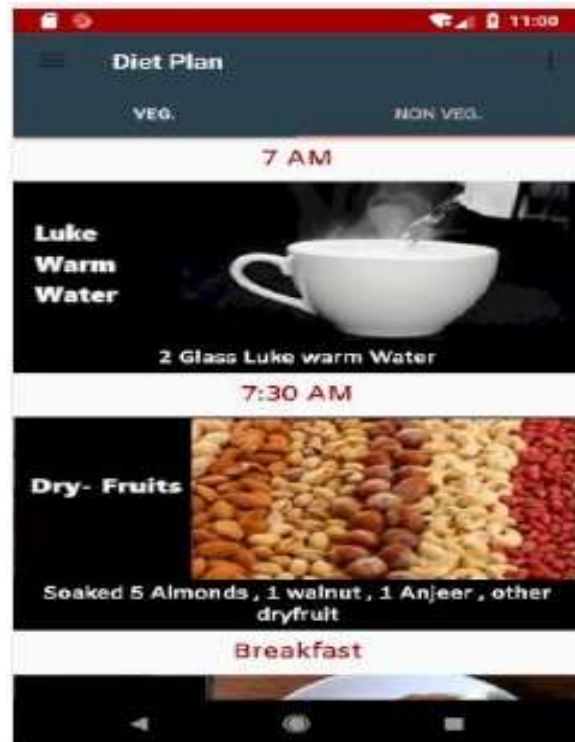 11:00
Diet Plan
VEG. NON VEG.
7 AM
Luke
Warm
Water
2 Glass Luke warm Water
7:30 AM
Dry- Fruits
Soaked 5 Almonds , 1 walnut , 1 Anjeer , other
dryfruit
Breakfast